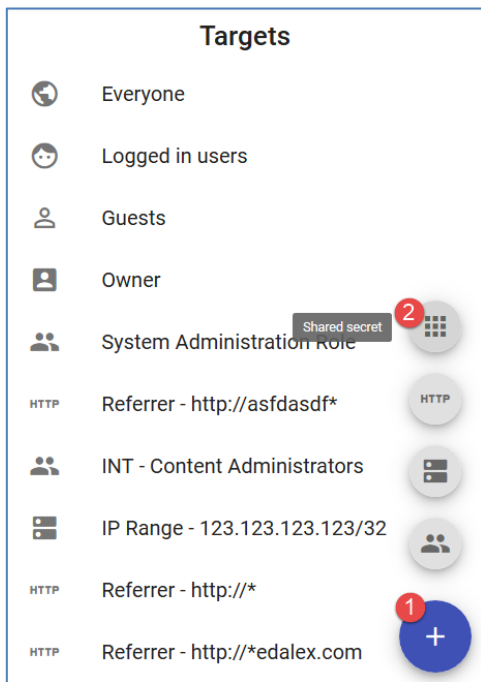 Targets
Everyone
Logged in users
Guests
Owner
2
Shared secret
System Administration Role
HTTP Referrer - http://asfdasdf*
HTTP
INT - Content Administrators
IP Range - 123.123.123.123/32
HTTP Referrer - http://*
1
+
HTTP Referrer - http://*edalex.com